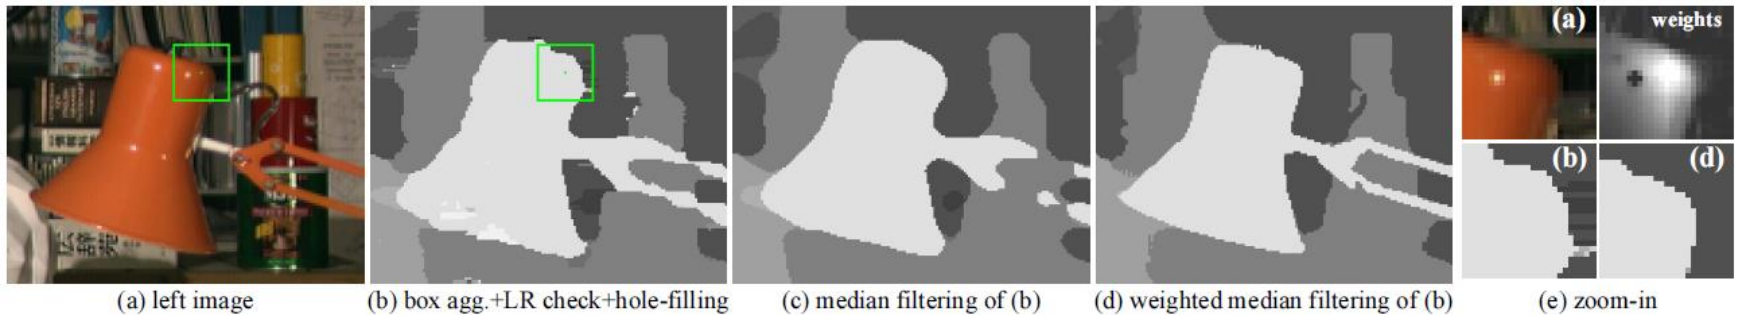 (a)
weights
(b)
(d)
(a) left image
(b) box agg.+LR check+hole-filling
(c) median filtering of (b)
(d) weighted median filtering of (b)
(e) zoom-in